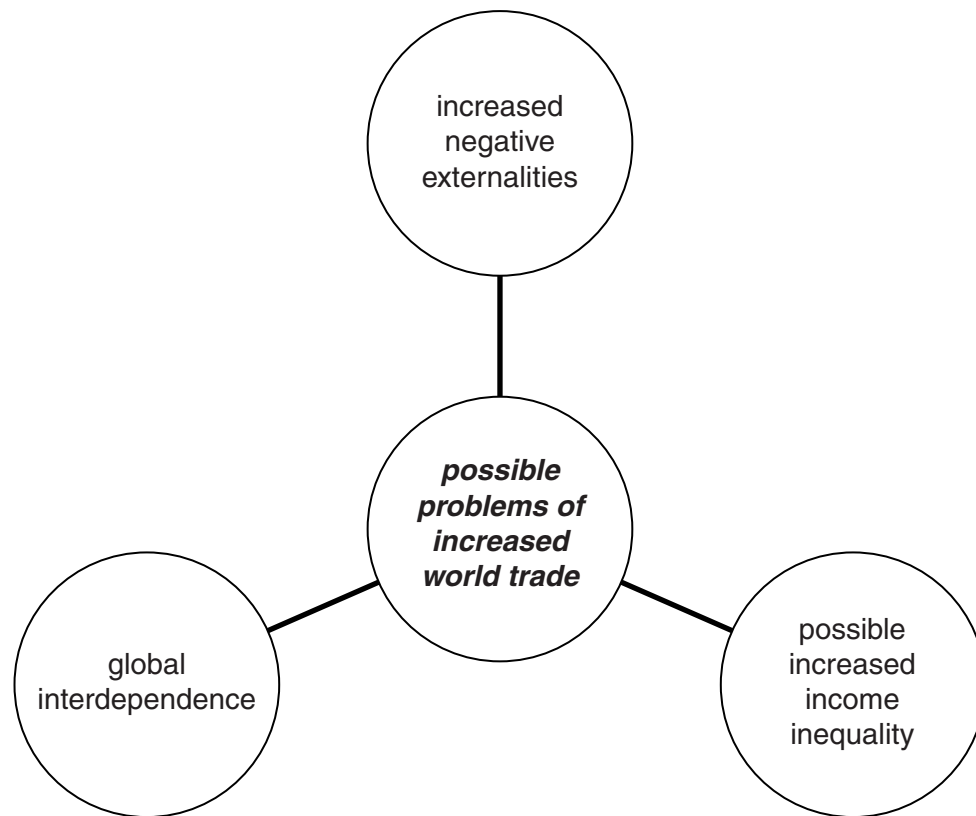 increased
negative
externalities
possible
problems of
increased
world trade
global
interdependence
possible
increased
income
inequality